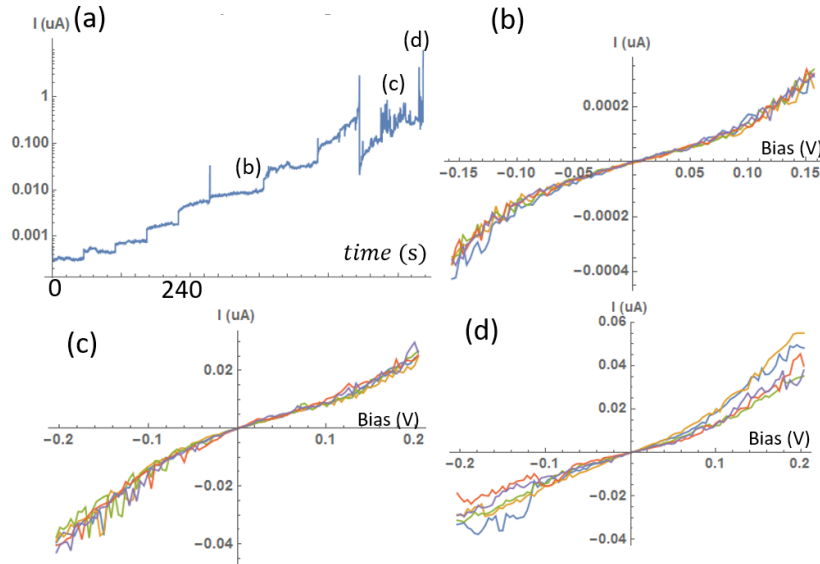 (a)
I (uA)
(d)
1
(c)
0.100
(b)
0.010
0.001
time (s)
0
240
(b)
I (uA)
0.0002
Bias (V)
−0.15 −0.10 −0.05 0.05 0.10 0.15
−0.0002
−0.0004
(c)
I (uA)
0.02
Bias (V)
−0.2 −0.1 0.1 0.2
−0.02
−0.04
(d)
I (uA)
0.06
0.04
0.02
Bias (V)
−0.2 −0.1 0.1 0.2
−0.02
−0.04